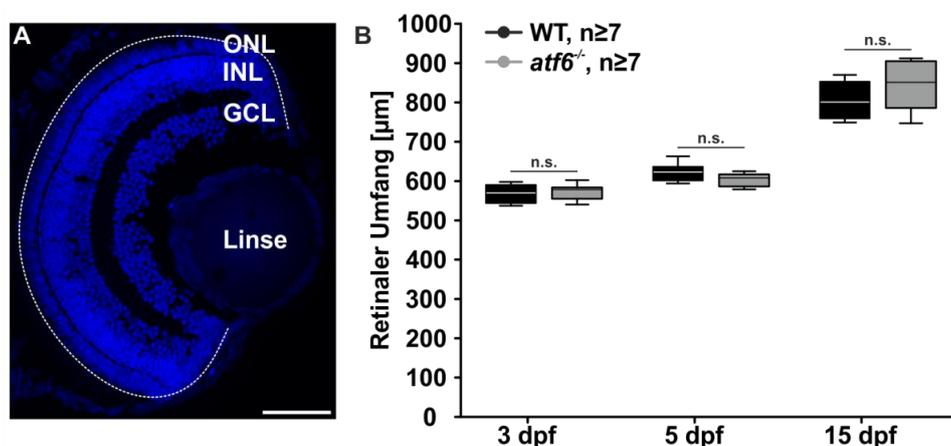 A
ONL
INL
GCL
Linse
B
Retinaler Umfang [µm]
1000
900
800
700
600
500
400
300
200
100
0
WT, n≥7
atf6-/-, n≥7
n.s.
n.s.
n.s.
3 dpf
5 dpf
15 dpf